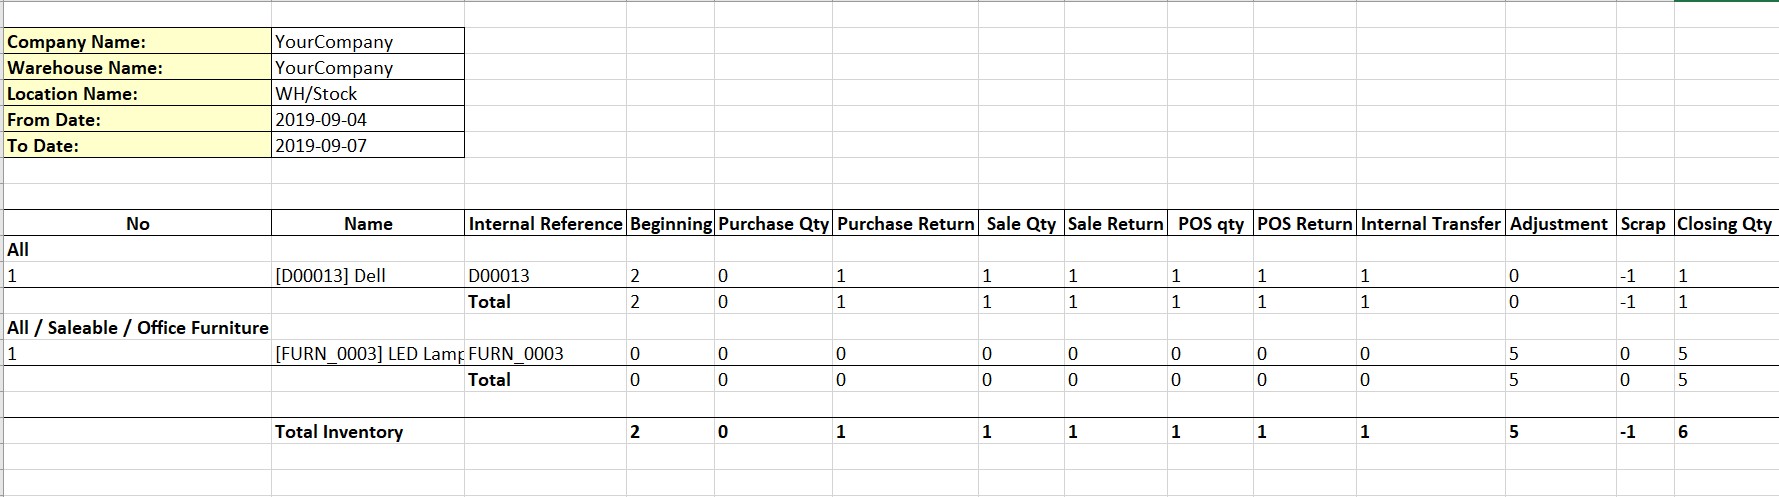 Company Name: YourCompany
Warehouse Name: YourCompany
Location Name: WH/Stock
From Date: 2019-09-04
To Date: 2019-09-07
No Name Internal Reference Beginning Purchase Qty Purchase Return Sale Qty Sale Return POS qty POS Return Internal Transfer Adjustment Scrap Closing Qty
All
1 [D00013] Dell D00013 2 0 1 1 1 1 1 1 0 -1 1
Total 2 0 1 1 1 1 1 1 0 -1 1
All / Saleable / Office Furniture
1 [FURN_0003] LED Lamp FURN_0003 0 0 0 0 0 0 0 0 5 0 5
Total 0 0 0 0 0 0 0 0 5 0 5
Total Inventory 2 0 1 1 1 1 1 1 5 -1 6